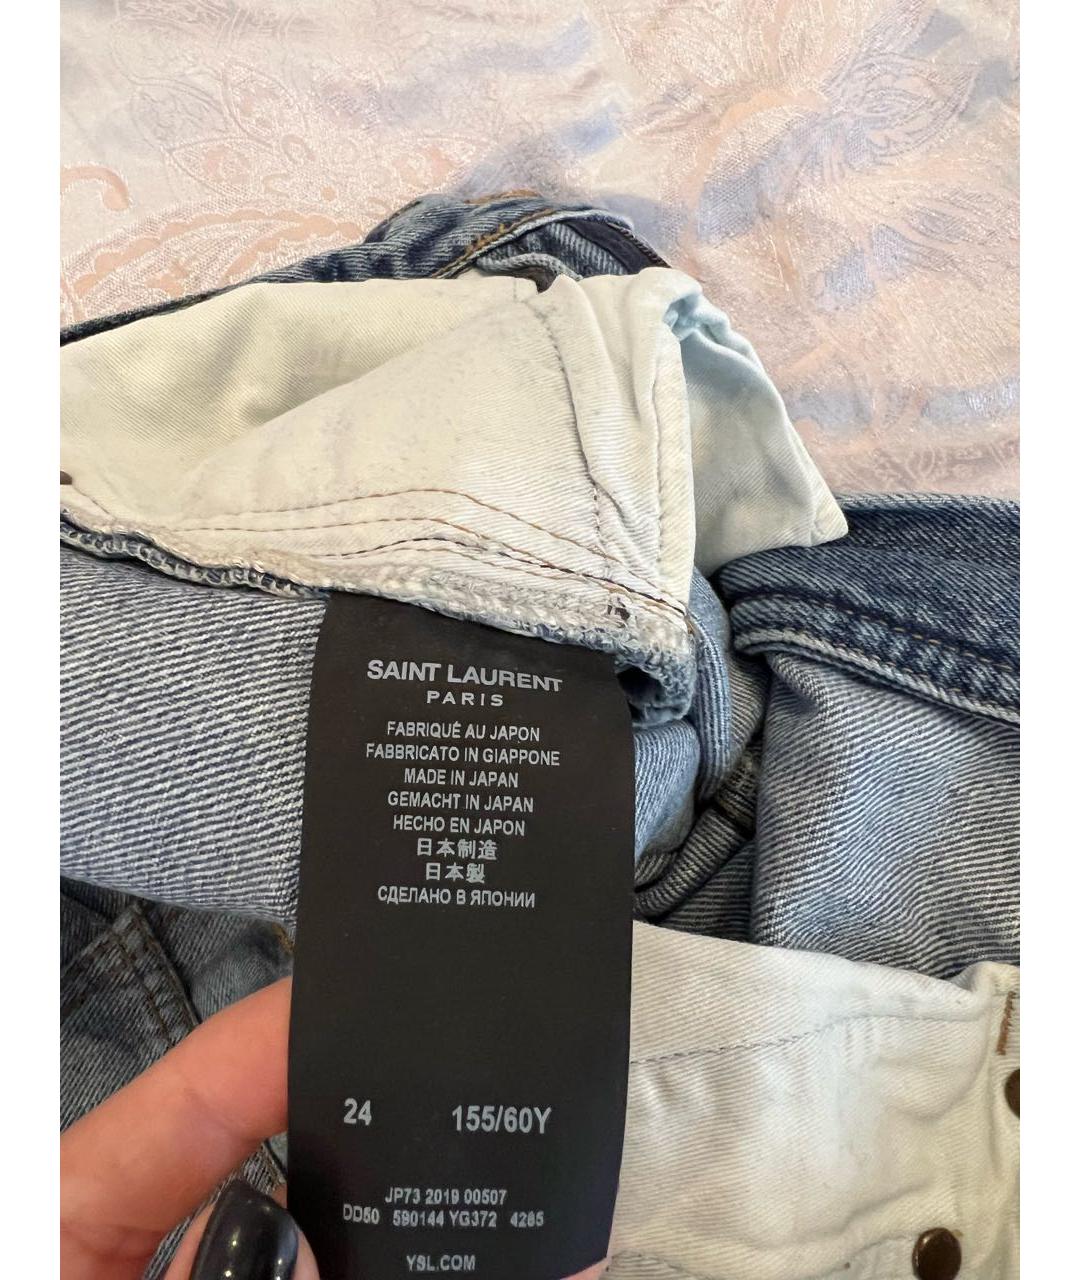 SAINT LAURENT
PARIS
FABRIQUÉ AU JAPON
FABBRICATO IN GIAPPONE
MADE IN JAPAN
GEMACHT IN JAPAN
HECHO EN JAPON
日本制造
日本製
СДЕЛАНО В ЯПОНИИ
24 155/60Y
JP73 2019 00507
DD50 590144 YG372 4285
YSL.COM